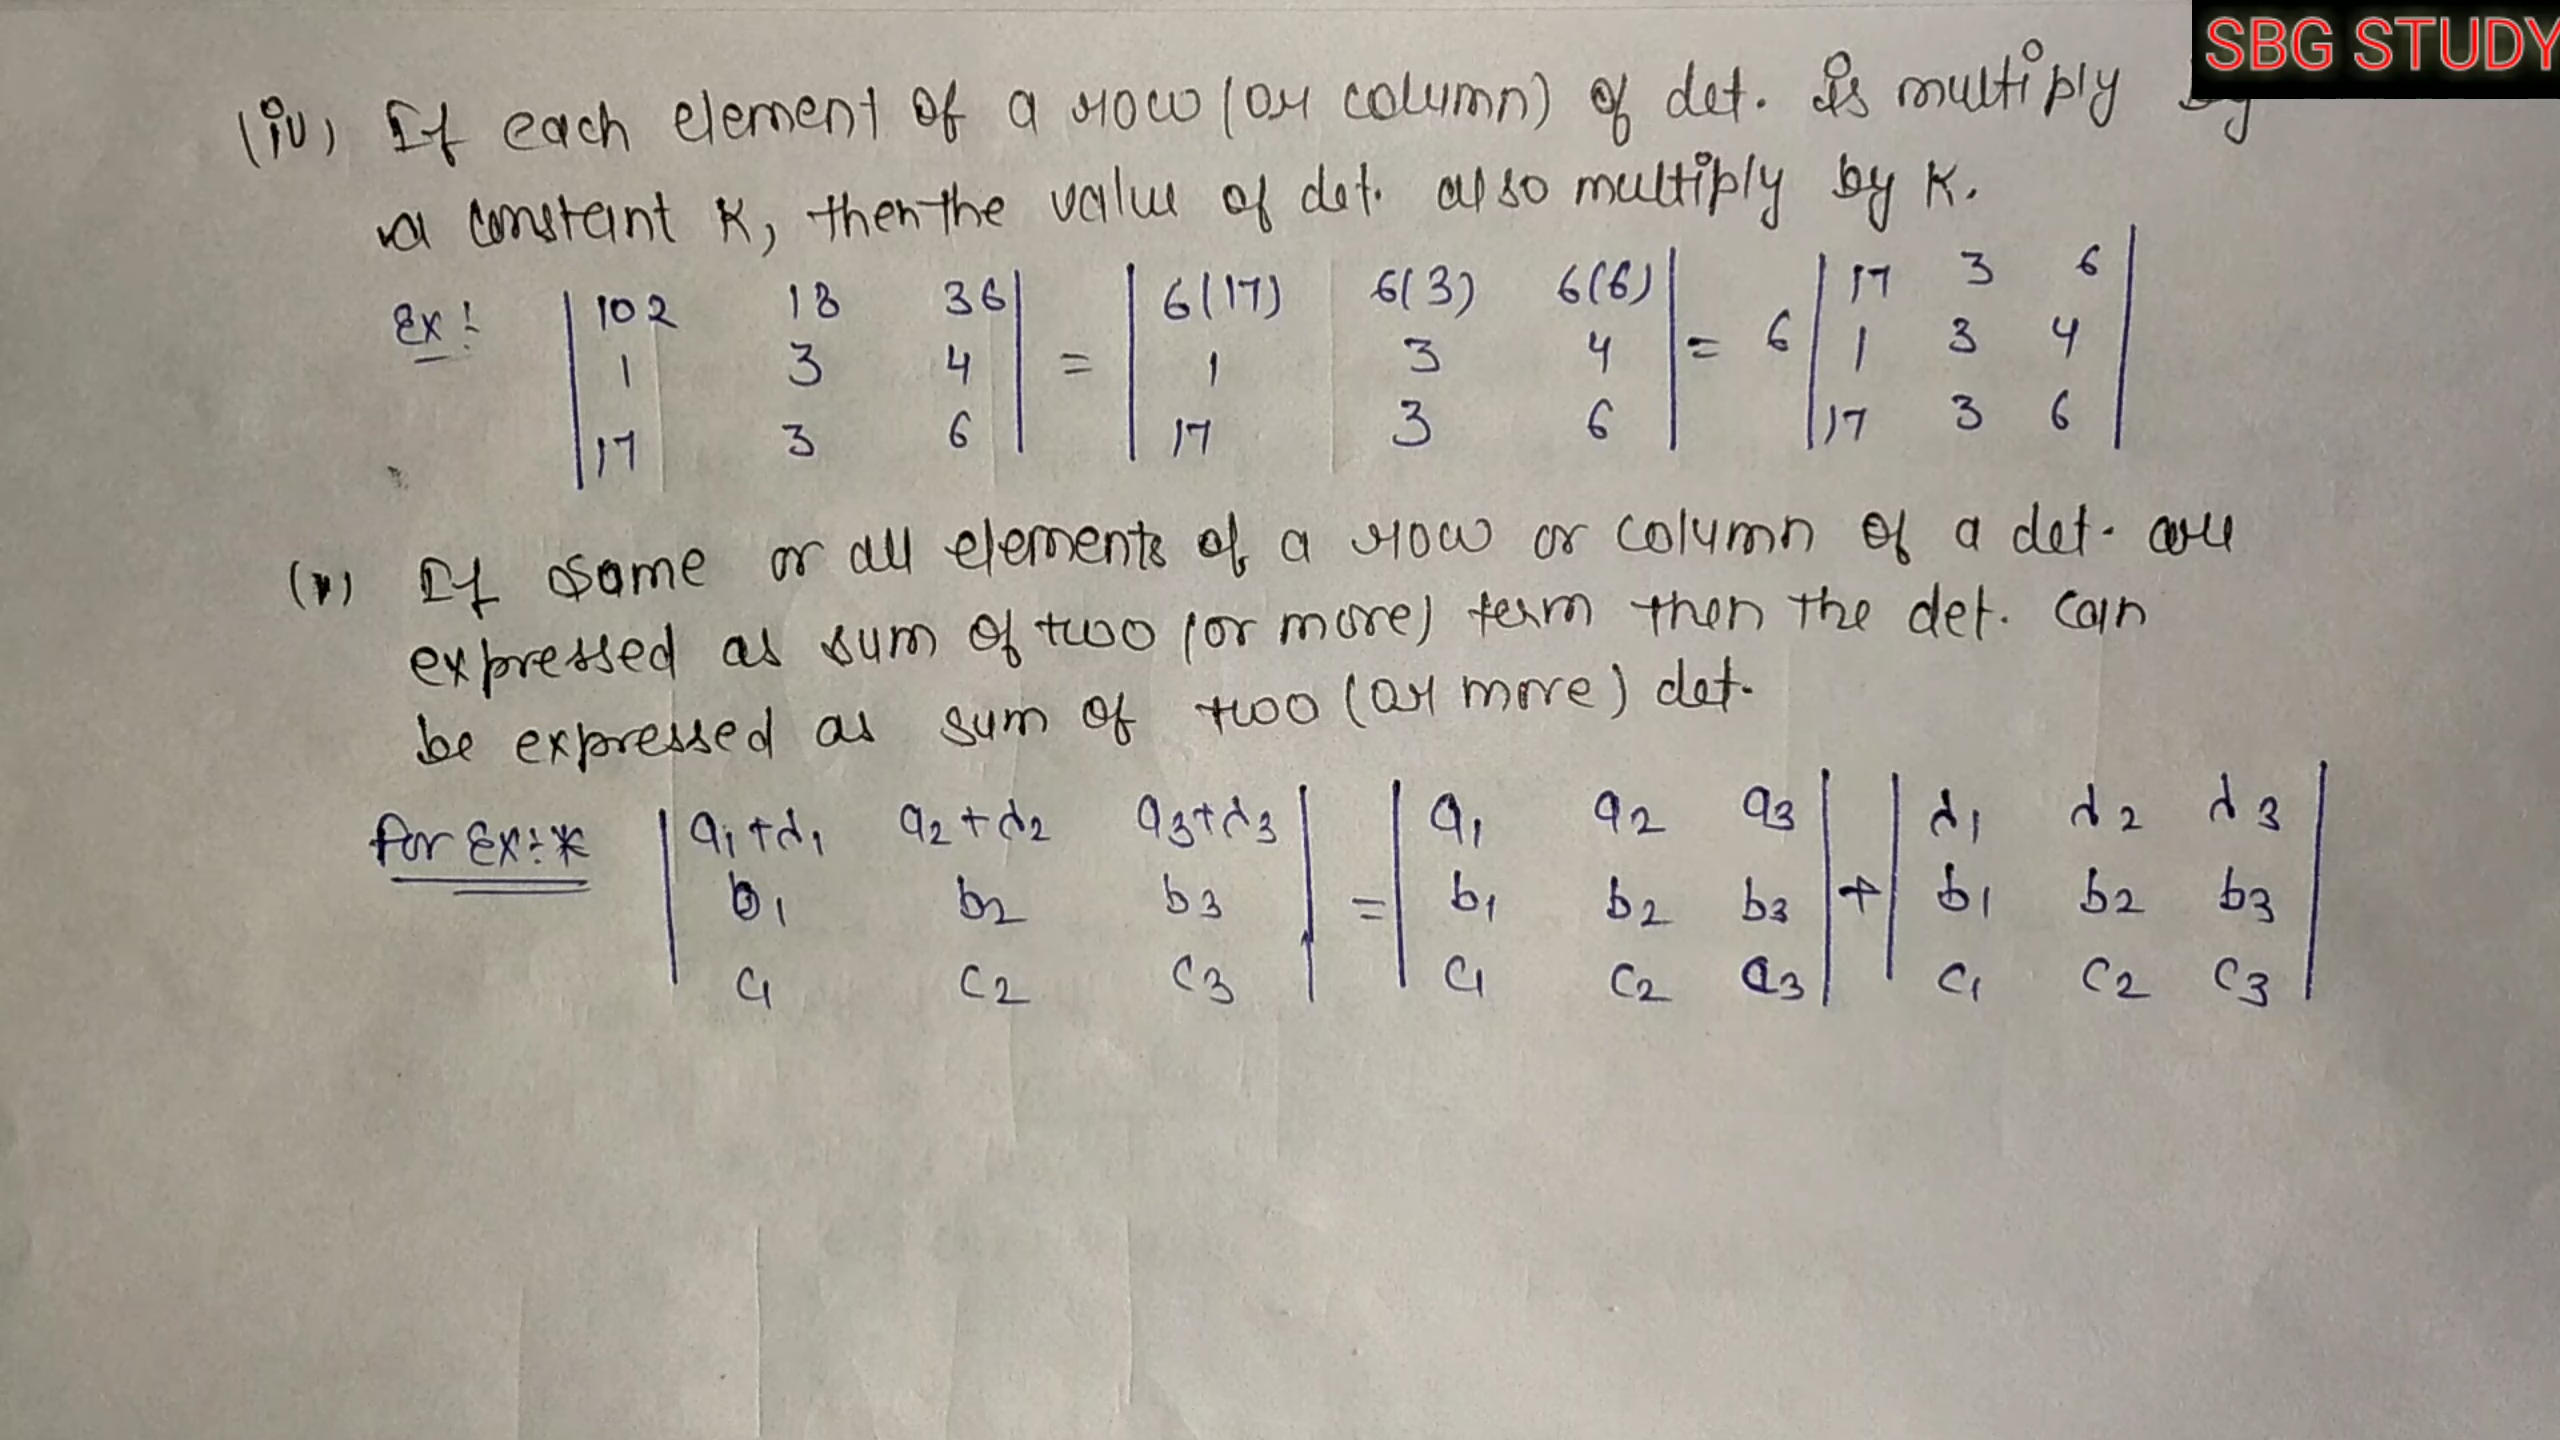 SBG STUDY
(iv) If each element of a row (or column) of det. is multiply by
a constant K, then the value of det. also multiply by K.
Ex: | 102 18 36 | = | 6(17) 6(3) 6(6) | = 6 | 17 3 6 |
| 1 3 4 | | 1 3 4 | | 1 3 4 |
| 17 3 6 | | 17 3 6 | | 17 3 6 |
(v) If some or all elements of a row or column of a det. are
expressed as sum of two (or more) term then the det. can
be expressed as sum of two (or more) det.
for Ex:* | a1+d1 a2+d2 a3+d3 | = | a1 a2 a3 | + | d1 d2 d3 |
| b1 b2 b3 | | b1 b2 b3 | | b1 b2 b3 |
| c1 c2 c3 | | c1 c2 c3 | | c1 c2 c3 |